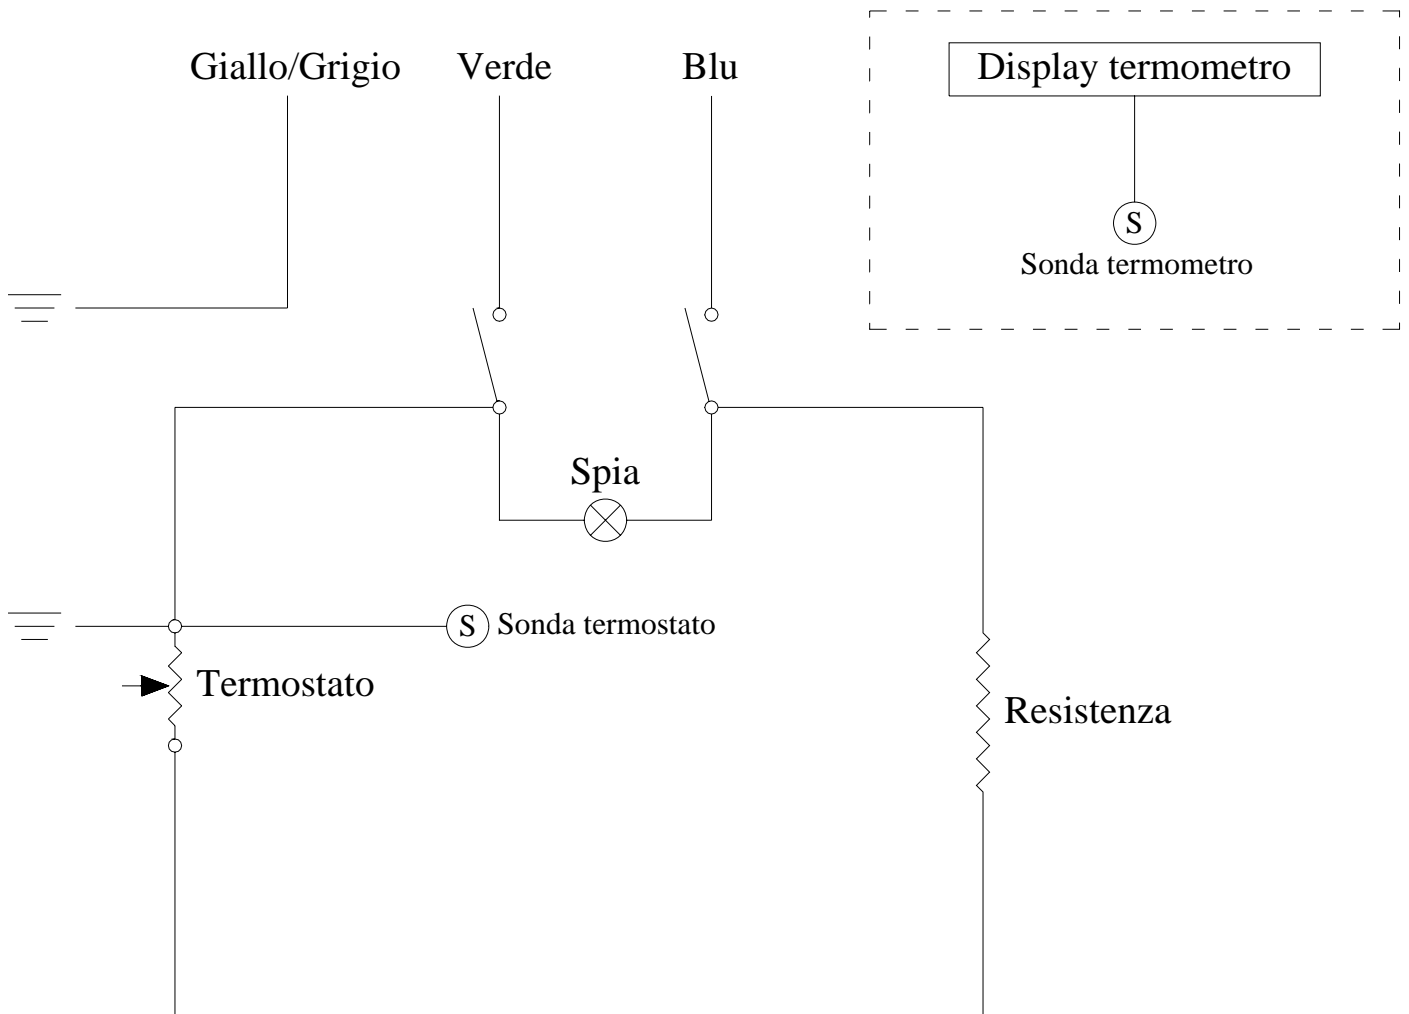 Giallo/Grigio
Verde
Blu
Display termometro
S
Sonda termometro
Spia
S
Sonda termostato
Termostato
Resistenza